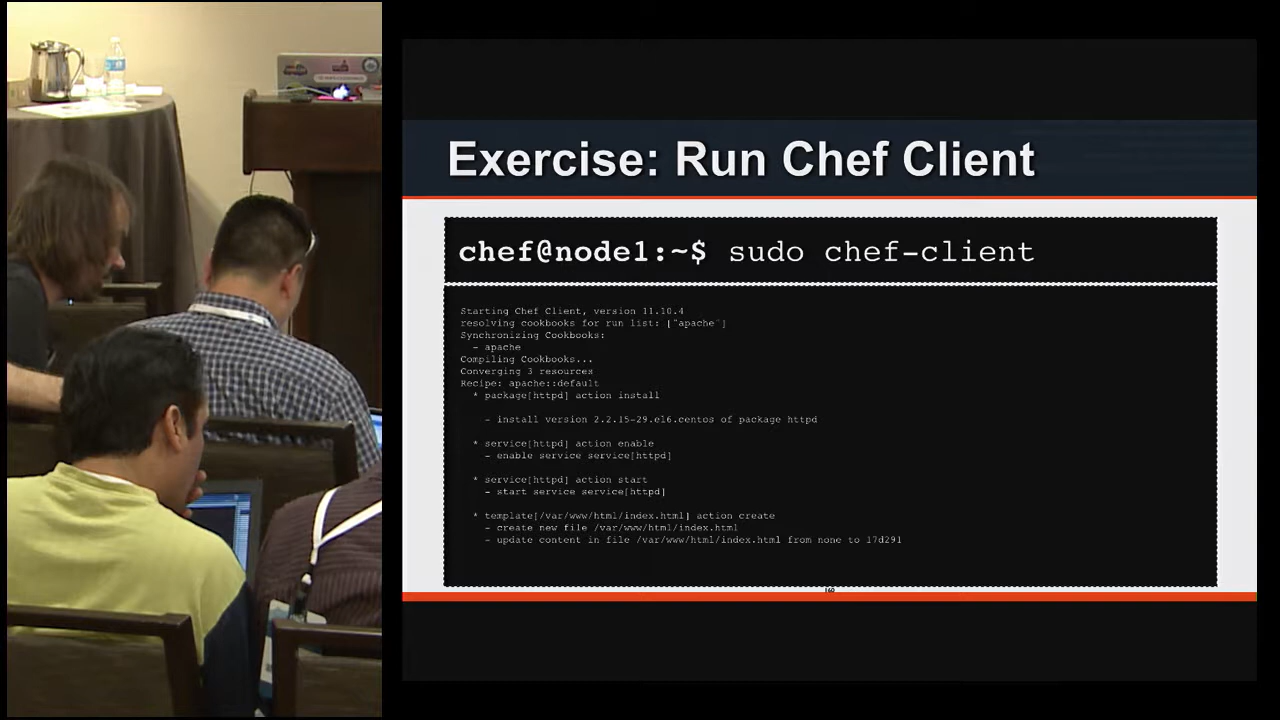 Exercise: Run Chef Client
chef@node1:~$ sudo chef-client
Starting Chef Client, version 11.10.4
resolving cookbooks for run list: ["apache"]
Synchronizing Cookbooks:
- apache
Compiling Cookbooks...
Converging 3 resources
Recipe: apache::default
* package[httpd] action install
- install version 2.2.15-29.el6.centos of package httpd
* service[httpd] action enable
- enable service service[httpd]
* service[httpd] action start
- start service service[httpd]
* template[/var/www/html/index.html] action create
- create new file /var/www/html/index.html
- update content in file /var/www/html/index.html from none to 17d291
160